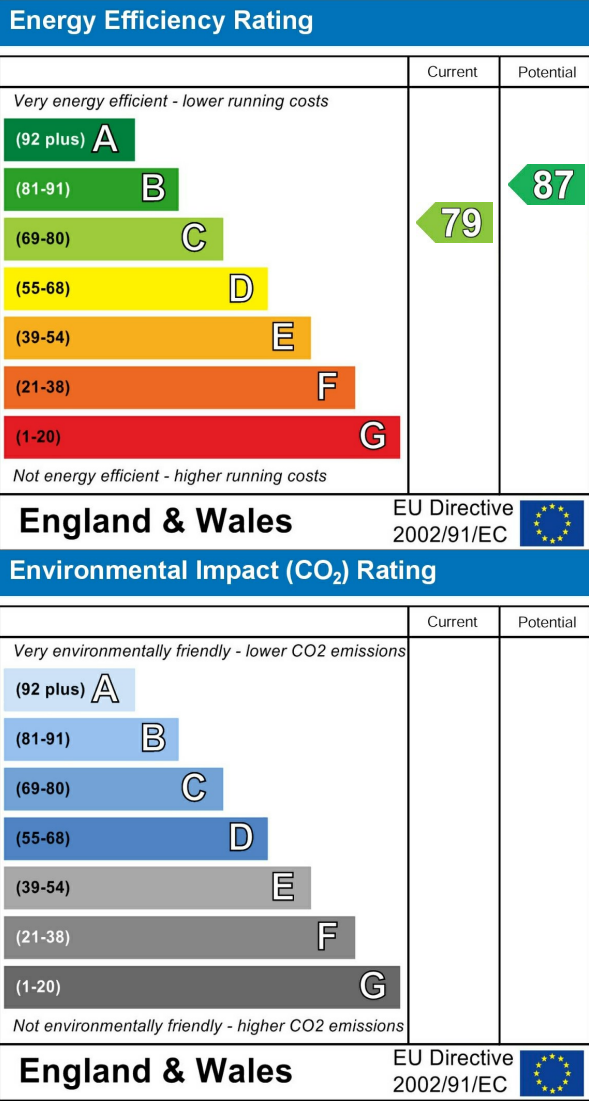 Energy Efficiency Rating
Current Potential
Very energy efficient - lower running costs
(92 plus) A
(81-91) B
87
(69-80) C
79
(55-68) D
(39-54) E
(21-38) F
(1-20) G
Not energy efficient - higher running costs
England & Wales
EU Directive
2002/91/EC
Environmental Impact (CO₂) Rating
Current Potential
Very environmentally friendly - lower CO2 emissions
(92 plus) A
(81-91) B
(69-80) C
(55-68) D
(39-54) E
(21-38) F
(1-20) G
Not environmentally friendly - higher CO2 emissions
England & Wales
EU Directive
2002/91/EC